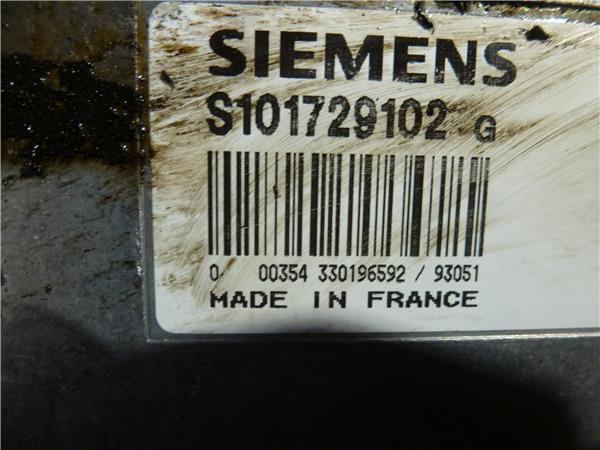 SIEMENS
S101729102 G
0 00354 330196592 / 93051
MADE IN FRANCE